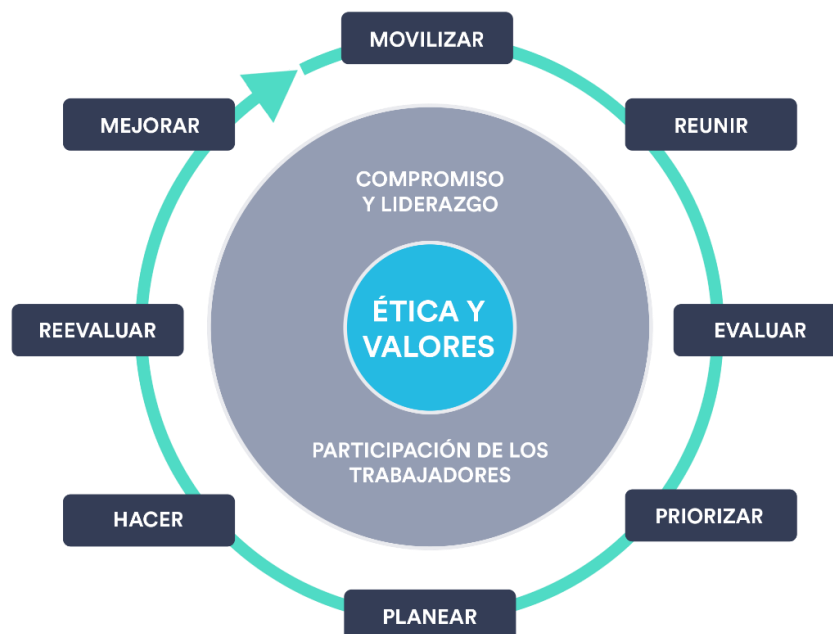 MOVILIZAR
REUNIR
EVALUAR
PRIORIZAR
PLANEAR
HACER
REEVALUAR
MEJORAR
COMPROMISO
Y LIDERAZGO
ÉTICA Y
VALORES
PARTICIPACIÓN DE LOS
TRABAJADORES